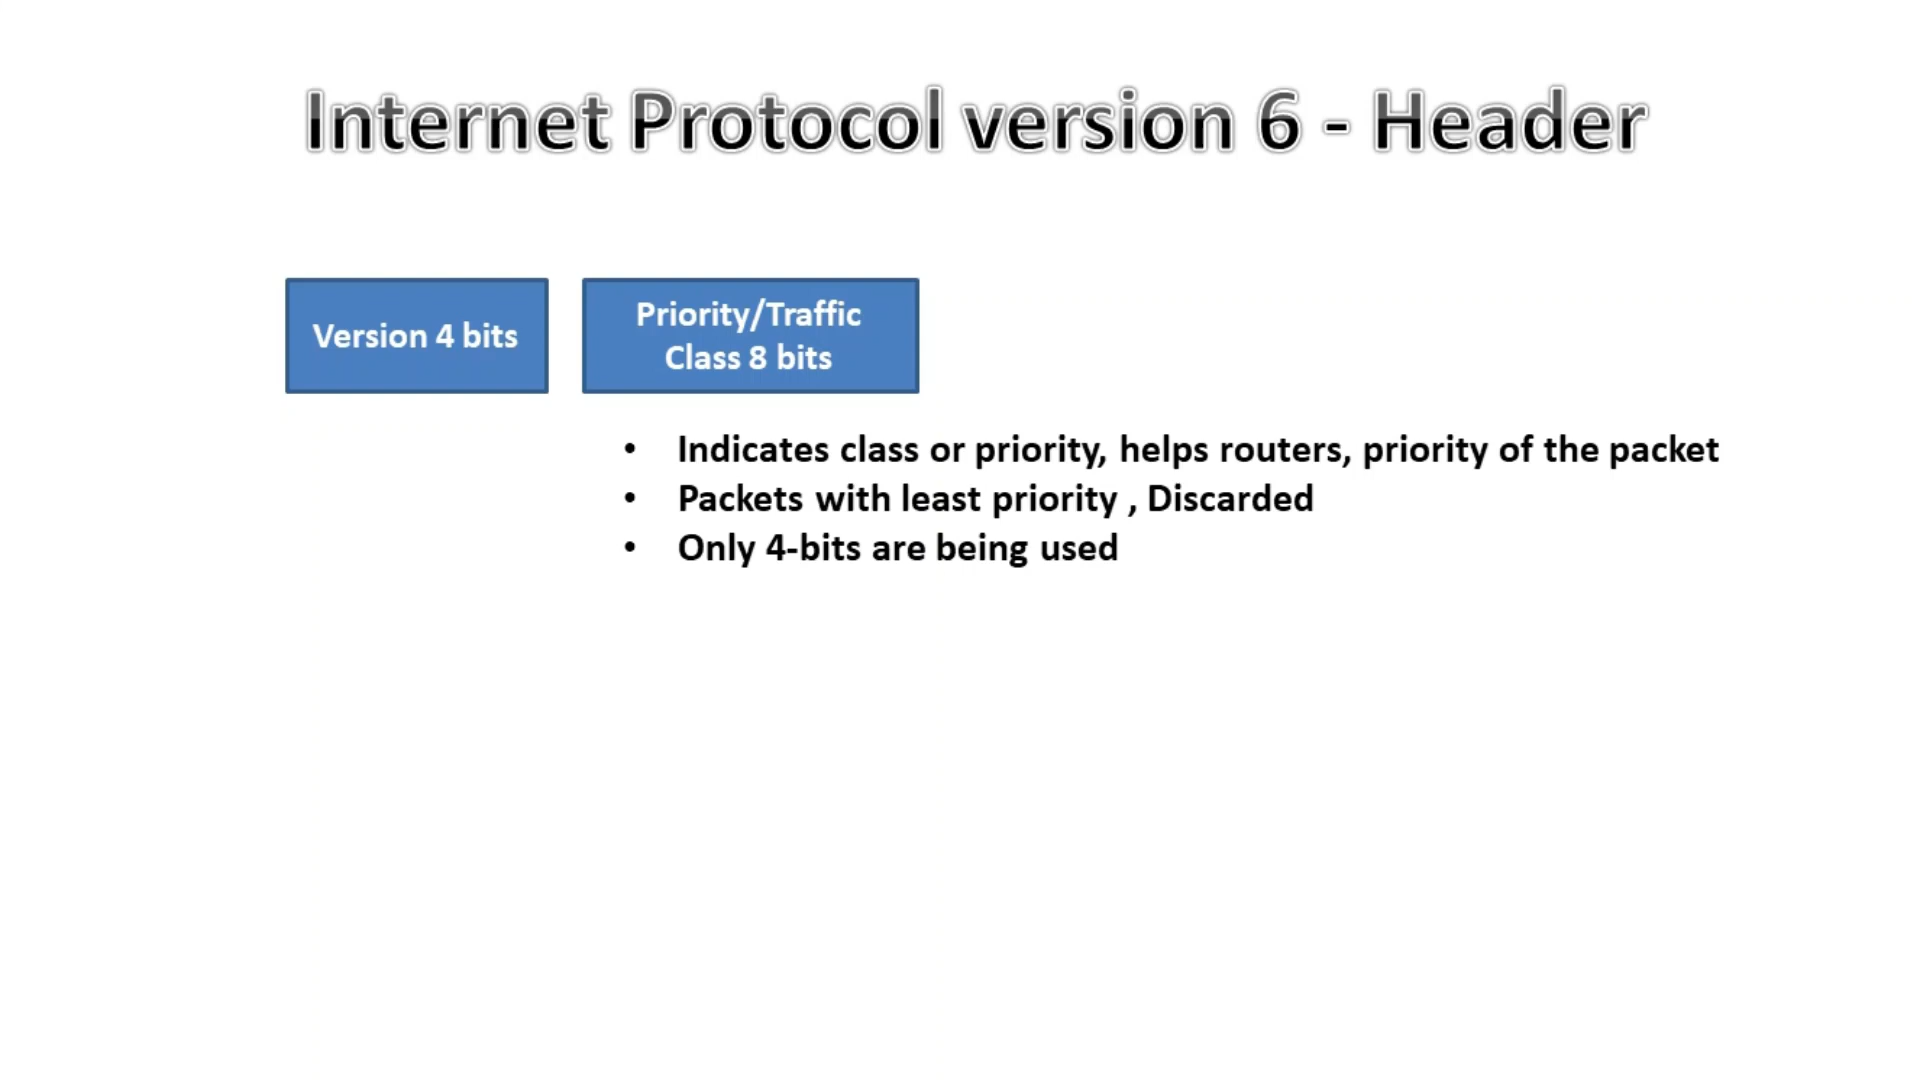 Internet Protocol version 6 - Header
Version 4 bits
Priority/Traffic
Class 8 bits
• Indicates class or priority, helps routers, priority of the packet
• Packets with least priority , Discarded
• Only 4-bits are being used